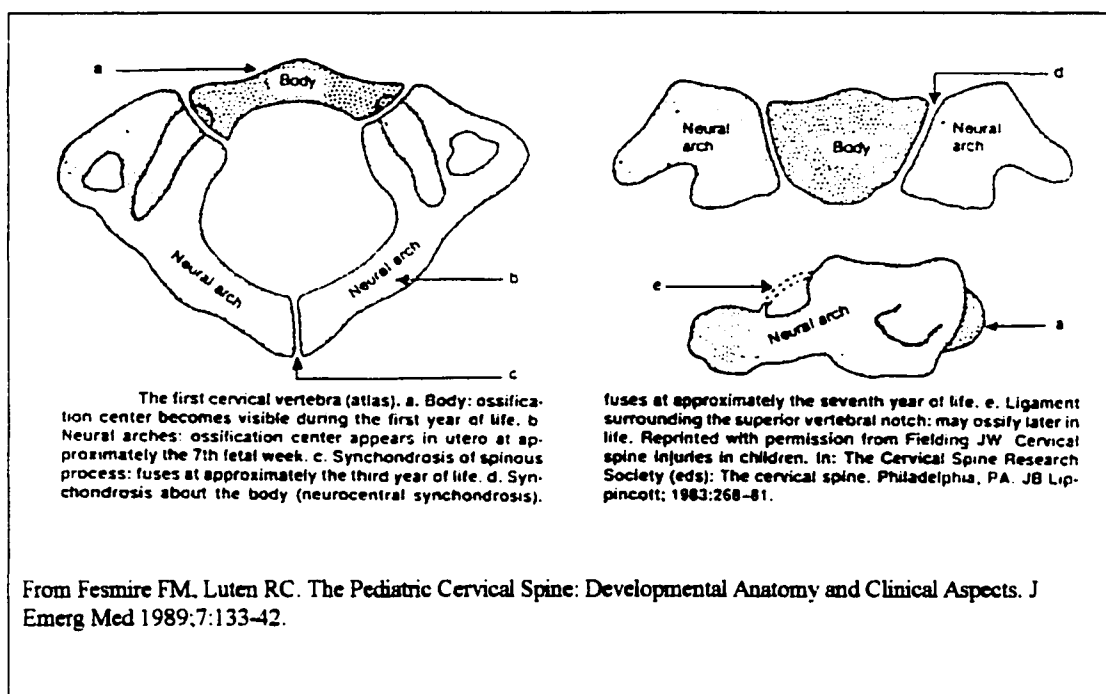 a
Body
Neural arch
Neural arch
b
c
d
Neural
arch
Body
Neural
arch
e
Neural arch
a
The first cervical vertebra (atlas). a. Body: ossifica-
tion center becomes visible during the first year of life. b
Neural arches: ossification center appears in utero at ap-
proximately the 7th fetal week. c. Synchondrosis of spinous
process: fuses at approximately the third year of life. d. Syn-
chondrosis about the body (neurocentral synchondrosis).
fuses at approximately the seventh year of life. e. Ligament
surrounding the superior vertebral notch: may ossify later in
life. Reprinted with permission from Fielding JW. Cervical
spine injuries in children. In: The Cervical Spine Research
Society (eds): The cervical spine. Philadelphia, PA. JB Lip-
pincott; 1983:268–81.
From Fesmire FM, Luten RC. The Pediatric Cervical Spine: Developmental Anatomy and Clinical Aspects. J
Emerg Med 1989;7:133-42.